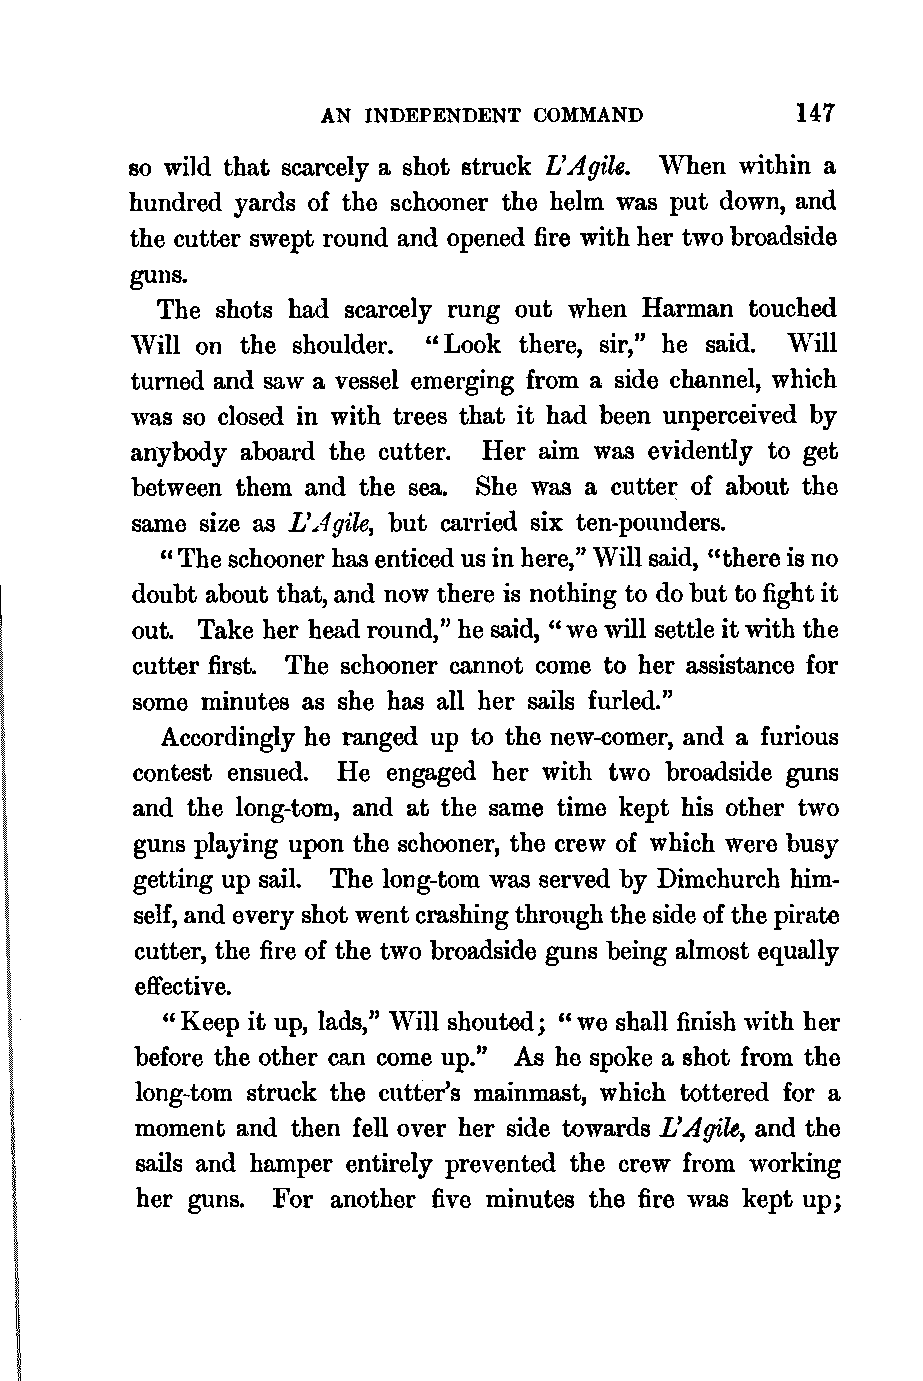 AN INDEPENDENT COMMAND 147
so wild that scarcely a shot struck L'Agile. When within a
hundred yards of the schooner the helm was put down, and
the cutter swept round and opened fire with her two broadside
guns.
The shots had scarcely rung out when Harman touched
Will on the shoulder. "Look there, sir," he said. Will
turned and saw a vessel emerging from a side channel, which
was so closed in with trees that it had been unperceived by
anybody aboard the cutter. Her aim was evidently to get
between them and the sea. She was a cutter of about the
same size as L'Agile, but carried six ten-pounders.
"The schooner has enticed us in here," Will said, "there is no
doubt about that, and now there is nothing to do but to fight it
out. Take her head round," he said, "we will settle it with the
cutter first. The schooner cannot come to her assistance for
some minutes as she has all her sails furled."
Accordingly he ranged up to the new-comer, and a furious
contest ensued. He engaged her with two broadside guns
and the long-tom, and at the same time kept his other two
guns playing upon the schooner, the crew of which were busy
getting up sail. The long-tom was served by Dimchurch him-
self, and every shot went crashing through the side of the pirate
cutter, the fire of the two broadside guns being almost equally
effective.
"Keep it up, lads," Will shouted; "we shall finish with her
before the other can come up." As he spoke a shot from the
long-tom struck the cutter's mainmast, which tottered for a
moment and then fell over her side towards L'Agile, and the
sails and hamper entirely prevented the crew from working
her guns. For another five minutes the fire was kept up;